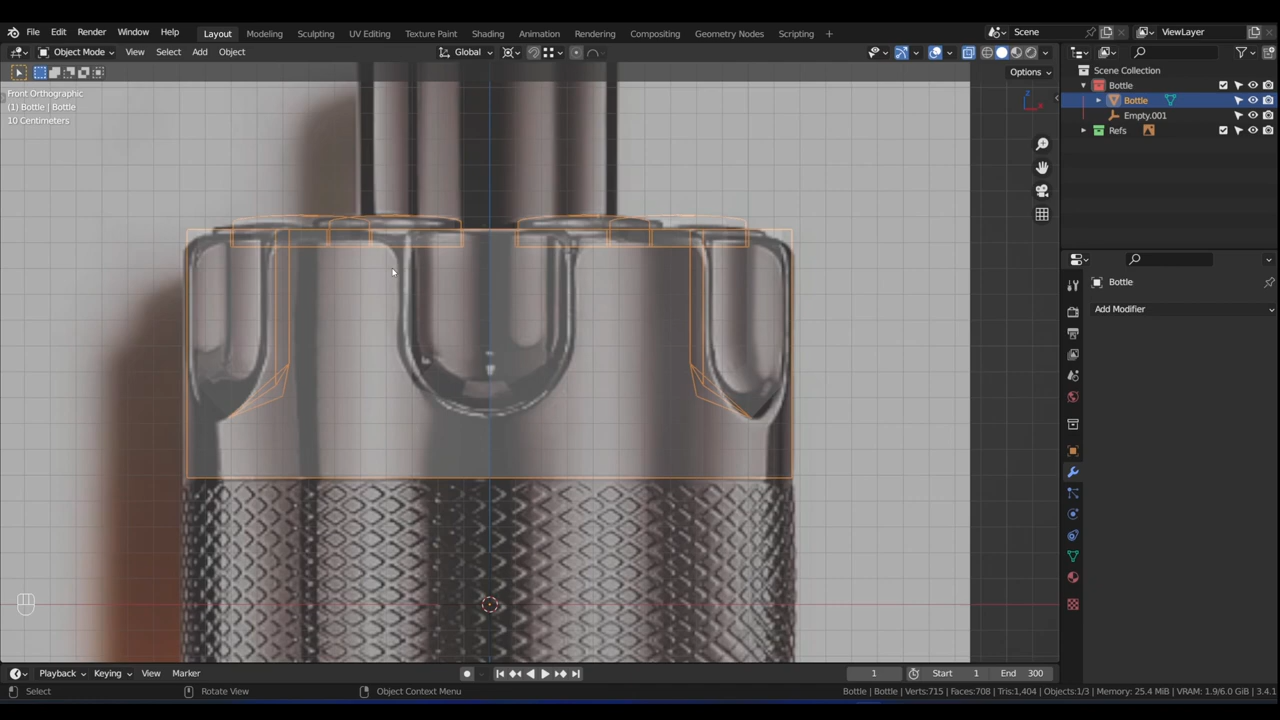 File Edit Render Window Help Layout Modeling Sculpting UV Editing Texture Paint Shading Animation Rendering Compositing Geometry Nodes Scripting + Scene ViewLayer
Object Mode View Select Add Object Global
Options
Front Orthographic
(1) Bottle | Bottle
10 Centimeters
Scene Collection
Bottle
Bottle
Empty.001
Refs
Bottle
Add Modifier
Playback Keying View Marker 1 Start 1 End 300
Select Rotate View Object Context Menu Bottle | Bottle | Verts:715 | Faces:708 | Tris:1,404 | Objects:1/3 | Memory: 25.4 MiB | VRAM: 1.9/6.0 GiB | 3.4.1